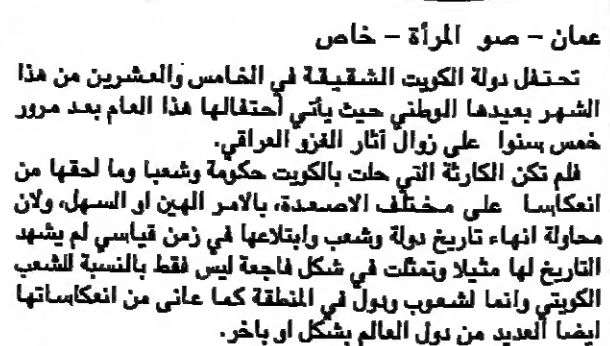 عمان – صو المرأة – خاص
تحتفل دولة الكويت الشقيقة في الخامس والعشرين من هذا
الشهر بعيدها الوطني حيث يأتي أحتفالها هذا العام بعد مرور
خمس سنوا على زوال آثار الغزو العراقي.
فلم تكن الكارثة التي حلت بالكويت حكومة وشعبا وما لحقها من
انعكاسا على مختلف الاصعدة، بالامر الهين او السهل، ولان
محاولة انهاء تاريخ دولة وشعب وابتلاعها في زمن قياسي لم يشهد
التاريخ لها مثيلا وتمثلت في شكل فاجعة ليس فقط بالنسبة للشعب
الكويتي وانما لشعوب ودول في المنطقة كما عانى من انعكاساتها
ايضا ألعديد من دول العالم بشكل او باخر.